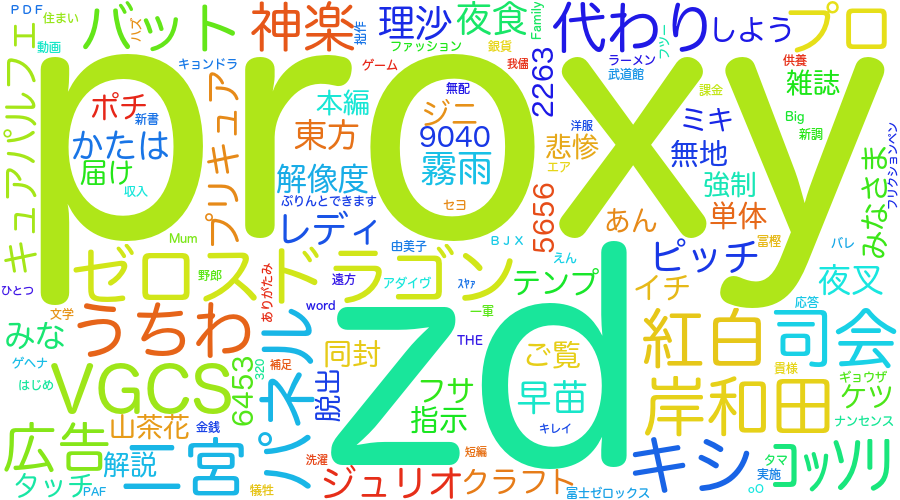 PDF
住まい
ハズ
バット
神楽
拙作
理沙
夜食
Family
代わり
しよう
プロ
動画
ファッション
銀貨
フツー
キョンドラ
ゲーム
我儘
2263
ラーメン
武道館
供養
雑誌
キュアパルフェ
proxy
ポチ
新書
プリキュア
本編
無配
ジニ
洋服
ミキ
課金
Big
新調
フリクションペン
かたは
東方
9040
悲惨
無地
届け
収入
解像度
霧雨
エア
強制
みなさま
ぷりんとできます
セヨ
5656
あん
単体
Mum
レディ
由美子
BJX
ピッチ
冨樫
バレ
ひとつ
ゼロスドラゴン
野郎
ありがたみ
遠方
アダイヴ
ｽﾔｧ
えん
テンプ
イチ
夜叉
応答
文学
word
一軍
みな
うちわ
パネル
zd
THE
紅白
司会
ゲヘナ
はじめ
VGCS
6453
320
補足
同封
ご覧
貴様
ギョウザ
脱出
フサ
早苗
岸和田
ケツ
山茶花
金銭
指示
キレイ
ナンセンス
広告
解説
二宮
洗濯
短編
キシ
タマ
コッソリ
タッチ
PAF
犠牲
ジュリオ
クラフト
富士ゼロックス
実施
oO